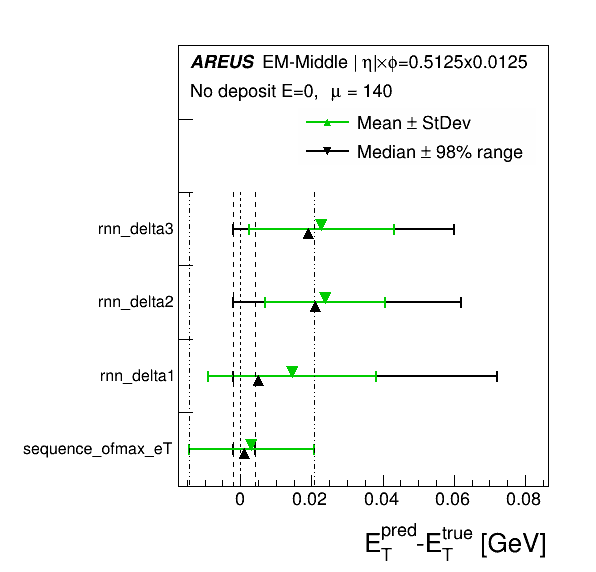 AREUS EM-Middle | η|×ϕ=0.5125x0.0125
No deposit E=0, μ = 140
Mean ± StDev
Median ± 98% range
rnn_delta3
rnn_delta2
rnn_delta1
sequence_ofmax_eT
0 0.02 0.04 0.06 0.08
E_T^pred-E_T^true [GeV]